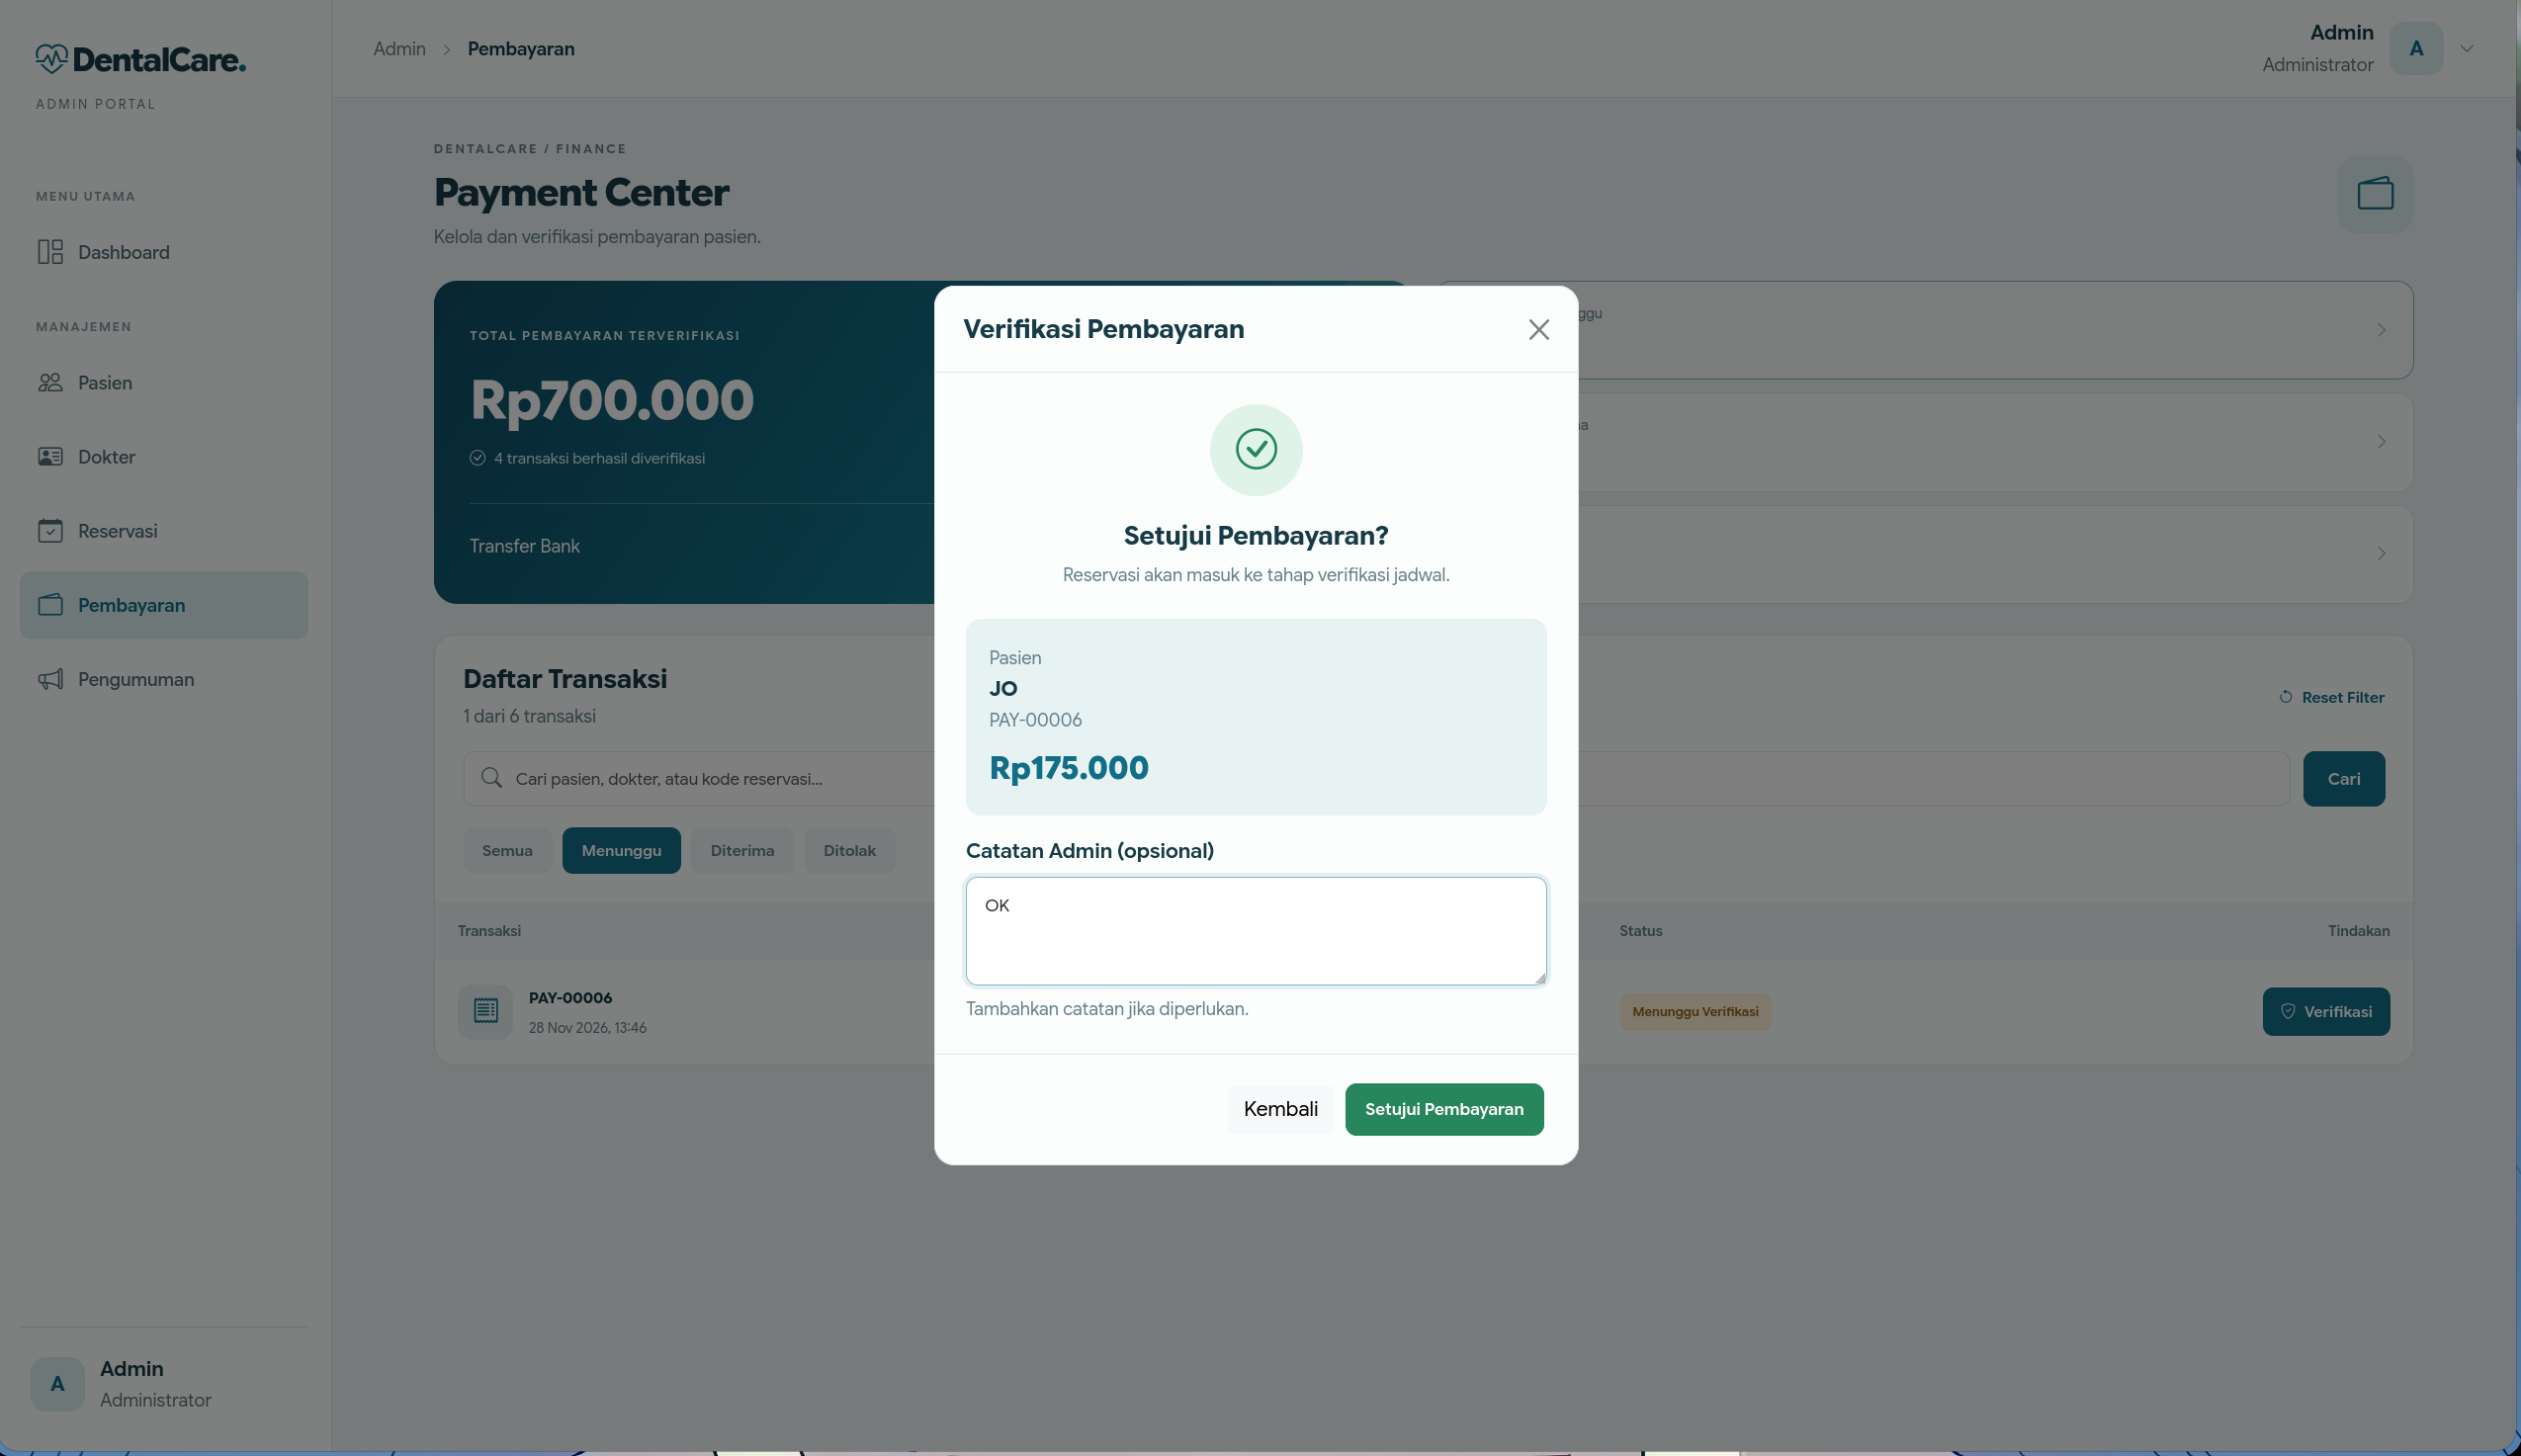 DentalCare.
ADMIN PORTAL
MENU UTAMA
Dashboard
MANAJEMEN
Pasien
Dokter
Reservasi
Pembayaran
Pengumuman
A
Admin
Administrator
Admin > Pembayaran
Admin
Administrator
A
DENTALCARE / FINANCE
Payment Center
Kelola dan verifikasi pembayaran pasien.
TOTAL PEMBAYARAN TERVERIFIKASI
Rp700.000
4 transaksi berhasil diverifikasi
Transfer Bank
Daftar Transaksi
1 dari 6 transaksi
Reset Filter
Cari pasien, dokter, atau kode reservasi...
Cari
Semua
Menunggu
Diterima
Ditolak
Transaksi
Status
Tindakan
PAY-00006
28 Nov 2026, 13:46
Menunggu Verifikasi
Verifikasi
Verifikasi Pembayaran
Setujui Pembayaran?
Reservasi akan masuk ke tahap verifikasi jadwal.
Pasien
JO
PAY-00006
Rp175.000
Catatan Admin (opsional)
OK
Tambahkan catatan jika diperlukan.
Kembali
Setujui Pembayaran